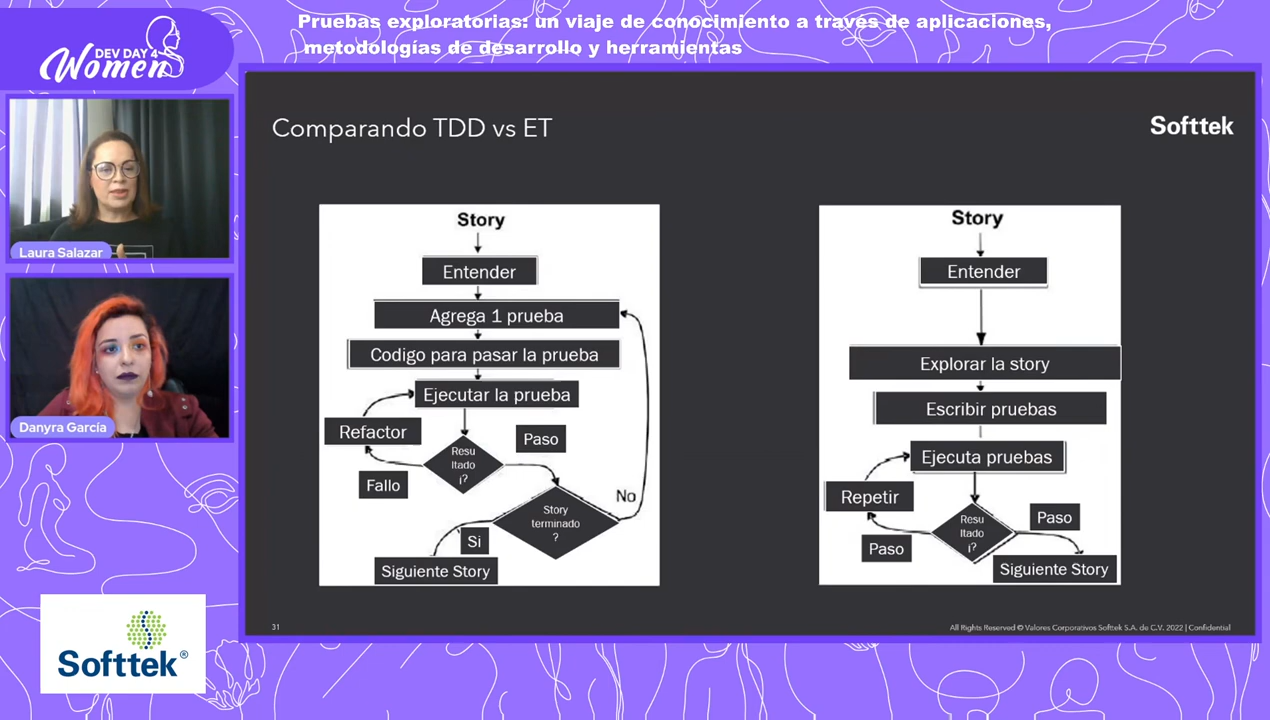 Pruebas exploratorias: un viaje de conocimiento a través de aplicaciones,
metodologías de desarrollo y herramientas
DEV DAY 4
Women
Laura Salazar
Danyra García
Softtek®
Comparando TDD vs ET
Softtek
Story
Entender
Agrega 1 prueba
Codigo para pasar la prueba
Ejecutar la prueba
Refactor
Resu
ltado
¿?
Paso
Fallo
No
Story
terminado
?
Si
Siguiente Story
Story
Entender
Explorar la story
Escribir pruebas
Ejecuta pruebas
Repetir
Resu
ltado
¿?
Paso
Paso
Siguiente Story
31
All Rights Reserved © Valores Corporativos Softtek S.A. de C.V. 2022 | Confidential